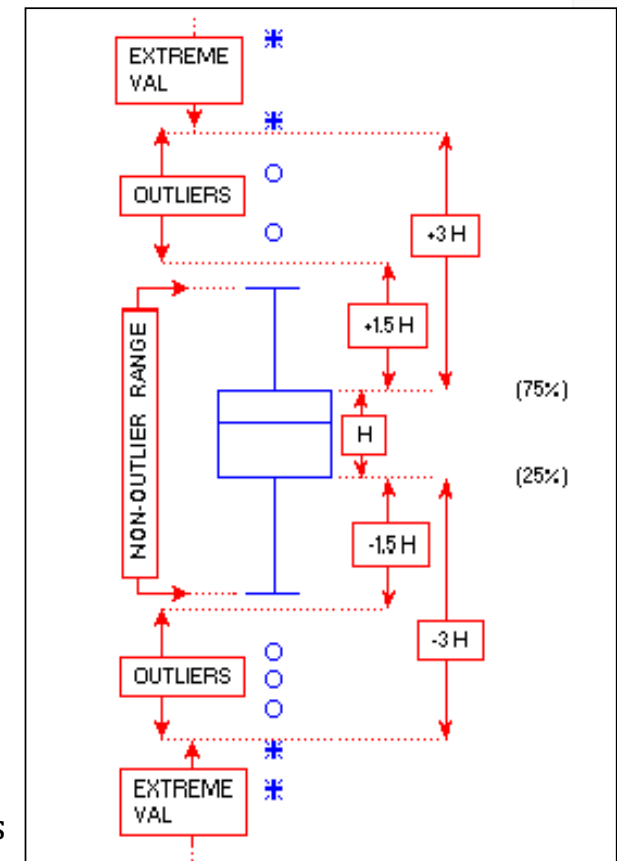 EXTREME
VAL
OUTLIERS
+3 H
+1.5 H
NON-OUTLIER RANGE
(75%)
H
(25%)
-1.5 H
-3 H
OUTLIERS
EXTREME
VAL
s